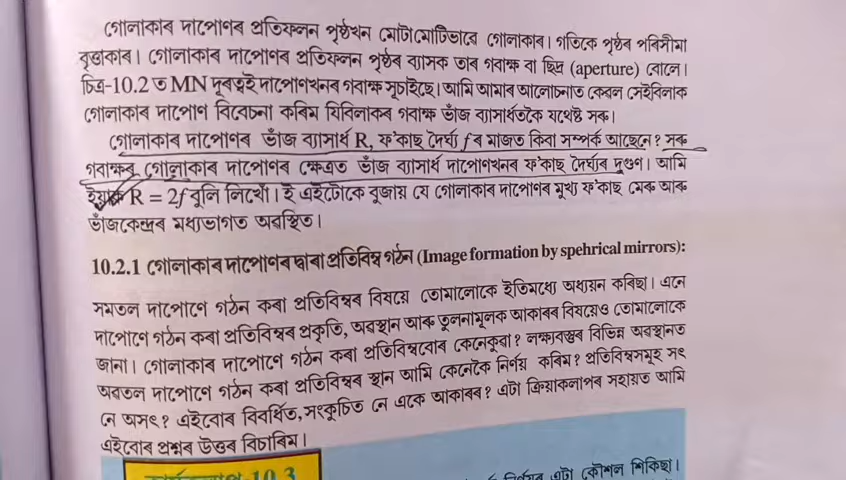 গোলাকাৰ দাপোণৰ প্ৰতিফলন পৃষ্ঠখন মোটামোটিভাৱে গোলাকাৰ। গতিকে পৃষ্ঠৰ পৰিসীমা
বৃত্তাকাৰ। গোলাকাৰ দাপোণৰ প্ৰতিফলন পৃষ্ঠৰ ব্যাসক তাৰ গবাক্ষ বা ছিদ্ৰ (aperture) বোলে।
চিত্ৰ-10.2 ত MN দূৰত্বই দাপোণখনৰ গবাক্ষ সূচাইছে। আমি আমাৰ আলোচনাত কেৱল সেইবিলাক
গোলাকাৰ দাপোণ বিবেচনা কৰিম যিবিলাকৰ গবাক্ষ ভাঁজ ব্যাসাৰ্ধতকৈ যথেষ্ট সৰু।
গোলাকাৰ দাপোণৰ ভাঁজ ব্যাসাৰ্ধ R, ফ'কাছ দৈৰ্ঘ্য f ৰ মাজত কিবা সম্পৰ্ক আছেনে? সৰু
গবাক্ষৰ গোলাকাৰ দাপোণৰ ক্ষেত্ৰত ভাঁজ ব্যাসাৰ্ধ দাপোণখনৰ ফ'কাছ দৈৰ্ঘ্যৰ দুগুণ। আমি
ইয়াক R = 2f বুলি লিখোঁ। ই এইটোকে বুজায় যে গোলাকাৰ দাপোণৰ মুখ্য ফ'কাছ মেৰু আৰু
ভাঁজকেন্দ্ৰৰ মধ্যভাগত অৱস্থিত।
10.2.1 গোলাকাৰ দাপোণৰ দ্বাৰা প্ৰতিবিম্ব গঠন (Image formation by spehrical mirrors):
সমতল দাপোণে গঠন কৰা প্ৰতিবিম্বৰ বিষয়ে তোমালোকে ইতিমধ্যে অধ্যয়ন কৰিছা। এনে
দাপোণে গঠন কৰা প্ৰতিবিম্বৰ প্ৰকৃতি, অৱস্থান আৰু তুলনামূলক আকাৰৰ বিষয়েও তোমালোকে
জানা। গোলাকাৰ দাপোণে গঠন কৰা প্ৰতিবিম্ববোৰ কেনেকুৱা? লক্ষ্যবস্তুৰ বিভিন্ন অৱস্থানত
অৱতল দাপোণে গঠন কৰা প্ৰতিবিম্বৰ স্থান আমি কেনেকৈ নিৰ্ণয় কৰিম? প্ৰতিবিম্বসমূহ সৎ
নে অসৎ? এইবোৰ বিবৰ্ধিত, সংকুচিত নে একে আকাৰৰ? এটা ক্ৰিয়াকলাপৰ সহায়ত আমি
এইবোৰ প্ৰশ্নৰ উত্তৰ বিচাৰিম।
10.3
এটা কৌশল শিকিছা।